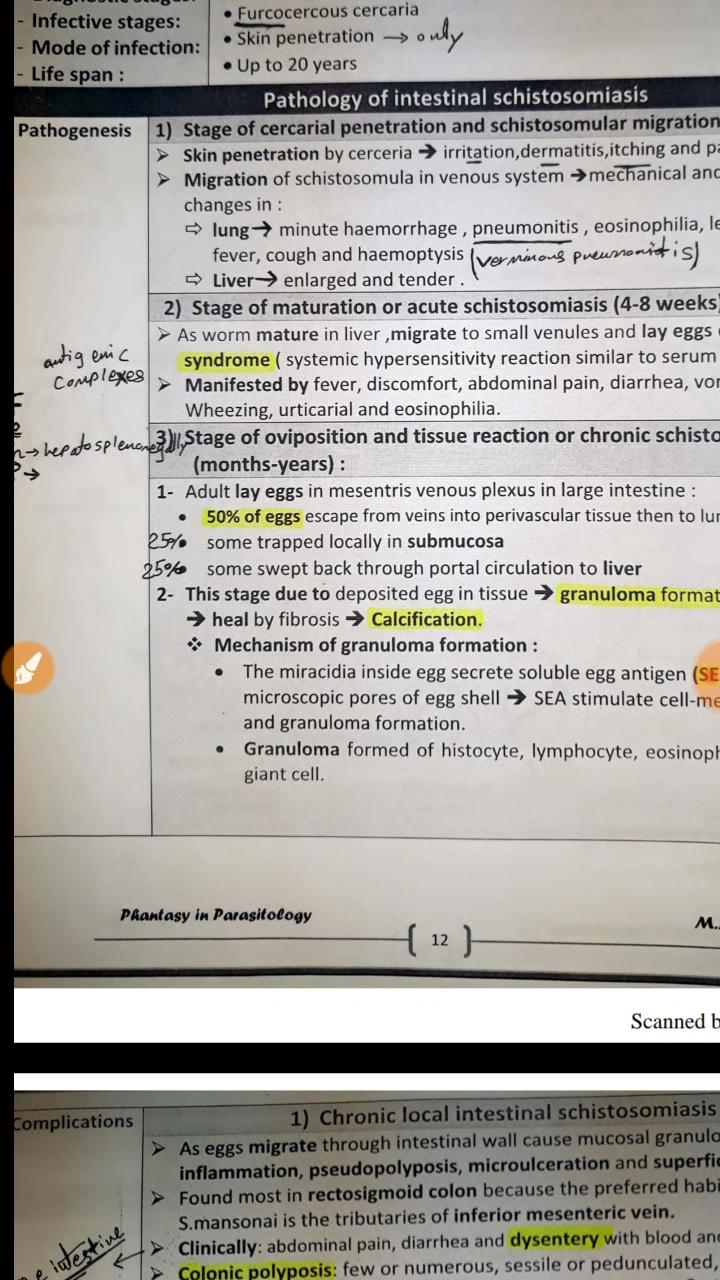 - Infective stages:
• Furcocercous cercaria
- Mode of infection:
• Skin penetration → only
- Life span :
• Up to 20 years
Pathology of intestinal schistosomiasis
Pathogenesis
1) Stage of cercarial penetration and schistosomular migration
➢ Skin penetration by cerceria → irritation,dermatitis,itching and pa
➢ Migration of schistosomula in venous system →mechanical and
changes in :
⇨ lung→ minute haemorrhage , pneumonitis , eosinophilia, le
fever, cough and haemoptysis (verminous pneumonitis)
⇨ Liver→ enlarged and tender .
2) Stage of maturation or acute schistosomiasis (4-8 weeks)
➢ As worm mature in liver ,migrate to small venules and lay eggs
antigenic
complexes
syndrome ( systemic hypersensitivity reaction similar to serum
➢ Manifested by fever, discomfort, abdominal pain, diarrhea, vor
Wheezing, urticarial and eosinophilia.
→hepatosplenomegally
→
3) Stage of oviposition and tissue reaction or chronic schisto
(months-years) :
1- Adult lay eggs in mesentris venous plexus in large intestine :
• 50% of eggs escape from veins into perivascular tissue then to lur
25% some trapped locally in submucosa
25% some swept back through portal circulation to liver
2- This stage due to deposited egg in tissue → granuloma format
→ heal by fibrosis → Calcification.
❖ Mechanism of granuloma formation :
• The miracidia inside egg secrete soluble egg antigen (SE
microscopic pores of egg shell → SEA stimulate cell-me
and granuloma formation.
• Granuloma formed of histocyte, lymphocyte, eosinoph
giant cell.
Phantasy in Parasitology
{ 12 }
M.
Scanned b
Complications
1) Chronic local intestinal schistosomiasis
➢ As eggs migrate through intestinal wall cause mucosal granulo
inflammation, pseudopolyposis, microulceration and superfic
➢ Found most in rectosigmoid colon because the preferred habi
S.mansonai is the tributaries of inferior mesenteric vein.
intestine
➢ Clinically: abdominal pain, diarrhea and dysentery with blood and
➢ Colonic polyposis: few or numerous, sessile or pedunculated,